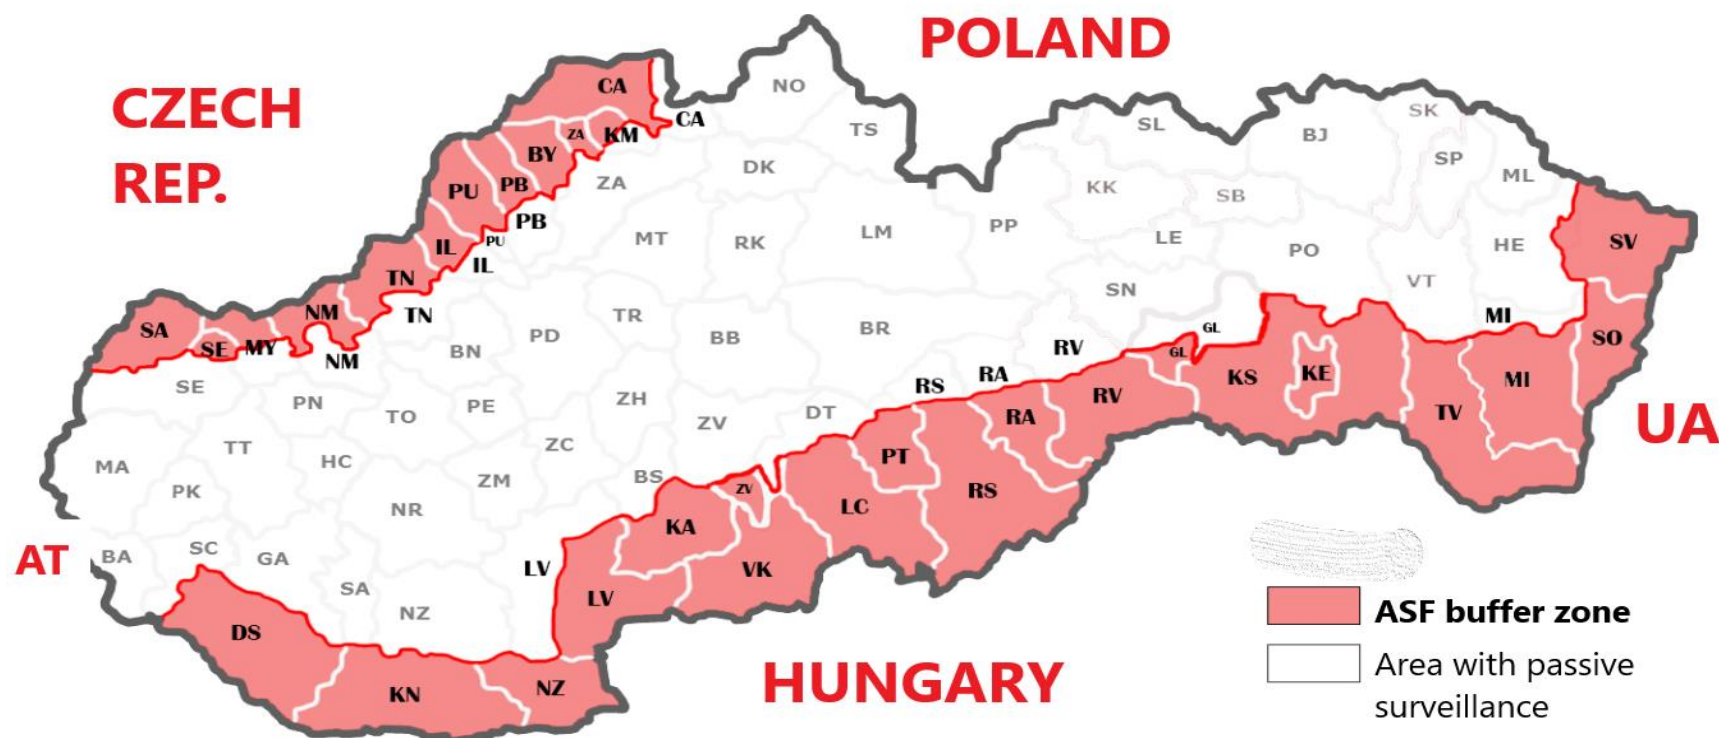 POLAND
CZECH
REP.
CA
NO
CA
TS
SK
SL
BJ
ZA
KM
BY
SP
DK
ML
ZA
PU
PB
KK
SB
PB
PP
LM
MT
RK
LE
PO
HE
SV
PU
IL
IL
TN
VT
SN
NM
TN
MI
TR
SA
GL
SO
BR
PD
BB
SE
MY
RV
BN
GL
NM
RA
KS
KE
MI
SE
RS
RV
PN
PE
ZH
TO
DT
RA
TV
UA
ZV
TT
ZC
HC
PT
MA
BS
ZM
ZV
RS
PK
LC
NR
KA
SC
GA
AT
BA
LV
VK
SA
LV
NZ
DS
KN
NZ
HUNGARY
ASF buffer zone
Area with passive
surveillance